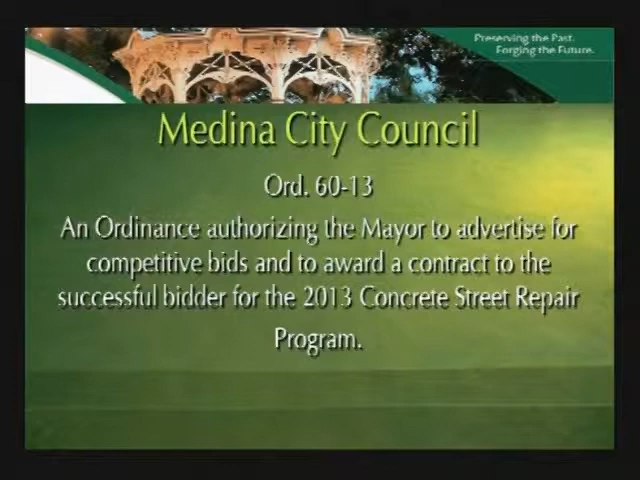 Preserving the Past.
Forging the Future.
Medina City Council
Ord. 60-13
An Ordinance authorizing the Mayor to advertise for
competitive bids and to award a contract to the
successful bidder for the 2013 Concrete Street Repair
Program.